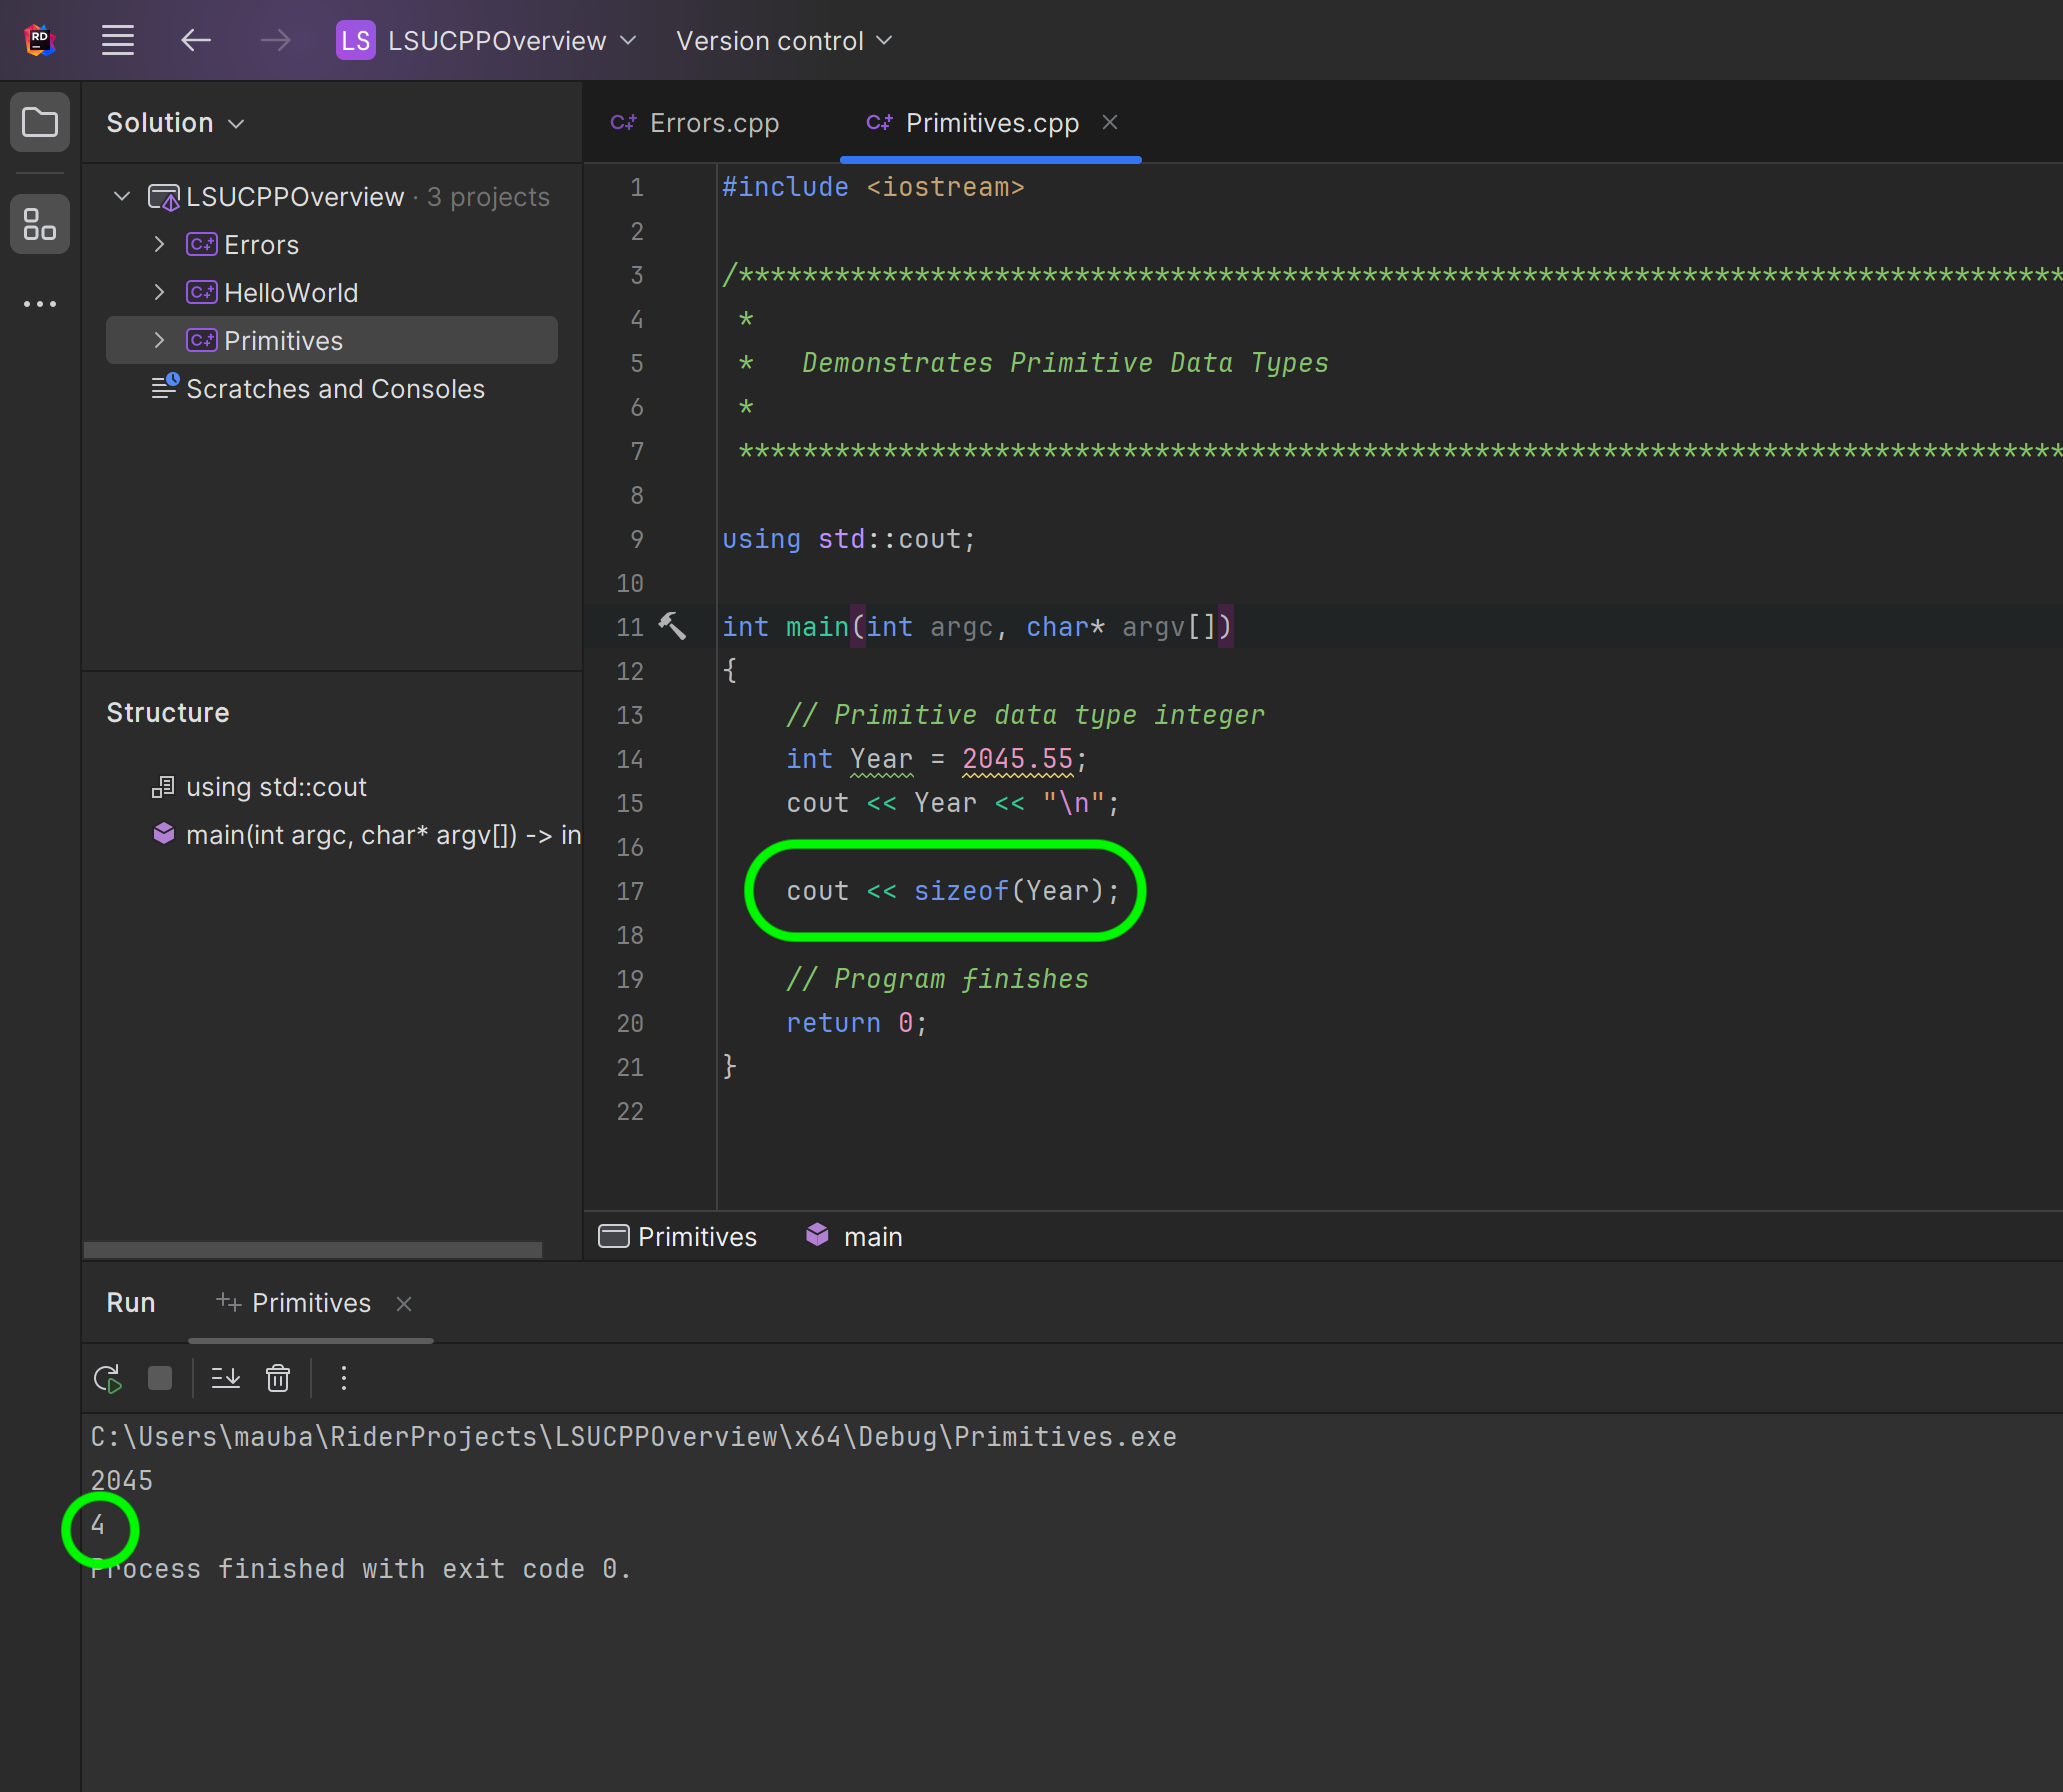 RD
LS LSUCPPOverview Version control
Solution
LSUCPPOverview · 3 projects
C++ Errors
C++ HelloWorld
C++ Primitives
Scratches and Consoles
Structure
using std::cout
main(int argc, char* argv[]) -> in
C++ Errors.cpp C++ Primitives.cpp
1 #include <iostream>
2
3 /***********************************************************************************
4 *
5 * Demonstrates Primitive Data Types
6 *
7 ***********************************************************************************
8
9 using std::cout;
10
11 int main(int argc, char* argv[])
12 {
13 // Primitive data type integer
14 int Year = 2045.55;
15 cout << Year << "\n";
16
17 cout << sizeof(Year);
18
19 // Program finishes
20 return 0;
21 }
22
Primitives main
Run Primitives
C:\Users\mauba\RiderProjects\LSUCPPOverview\x64\Debug\Primitives.exe
2045
4
Process finished with exit code 0.